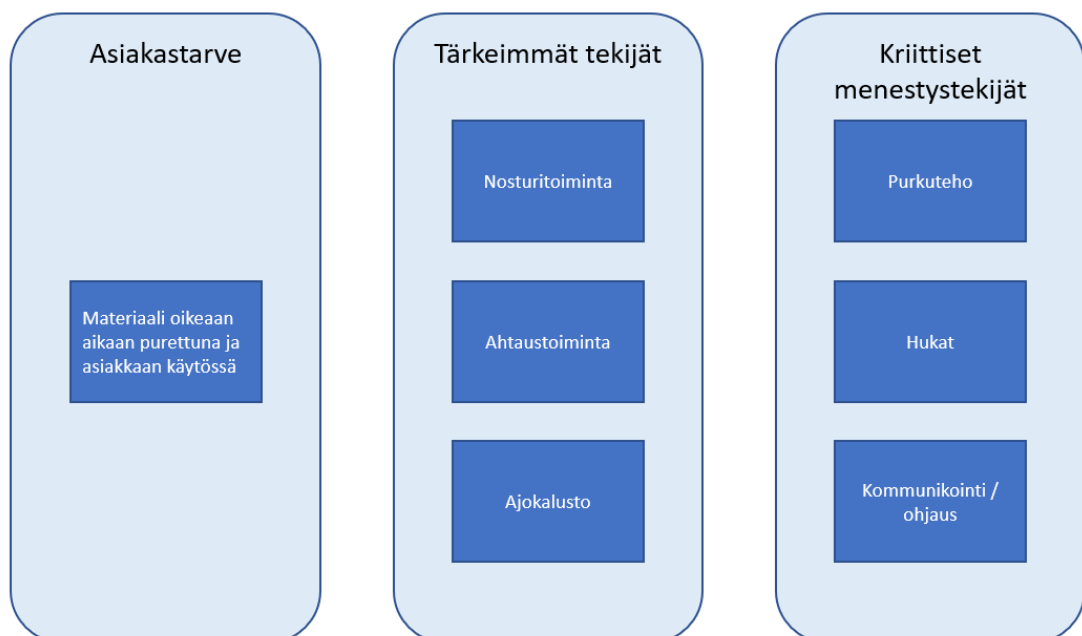 Asiakastarve
Materiaali oikeaan
aikaan purettuna ja
asiakkaan käytössä
Tärkeimmät tekijät
Nosturitoiminta
Ahtaustoiminta
Ajokalusto
Kriittiset
menestystekijät
Purkuteho
Hukat
Kommunikointi /
ohjaus